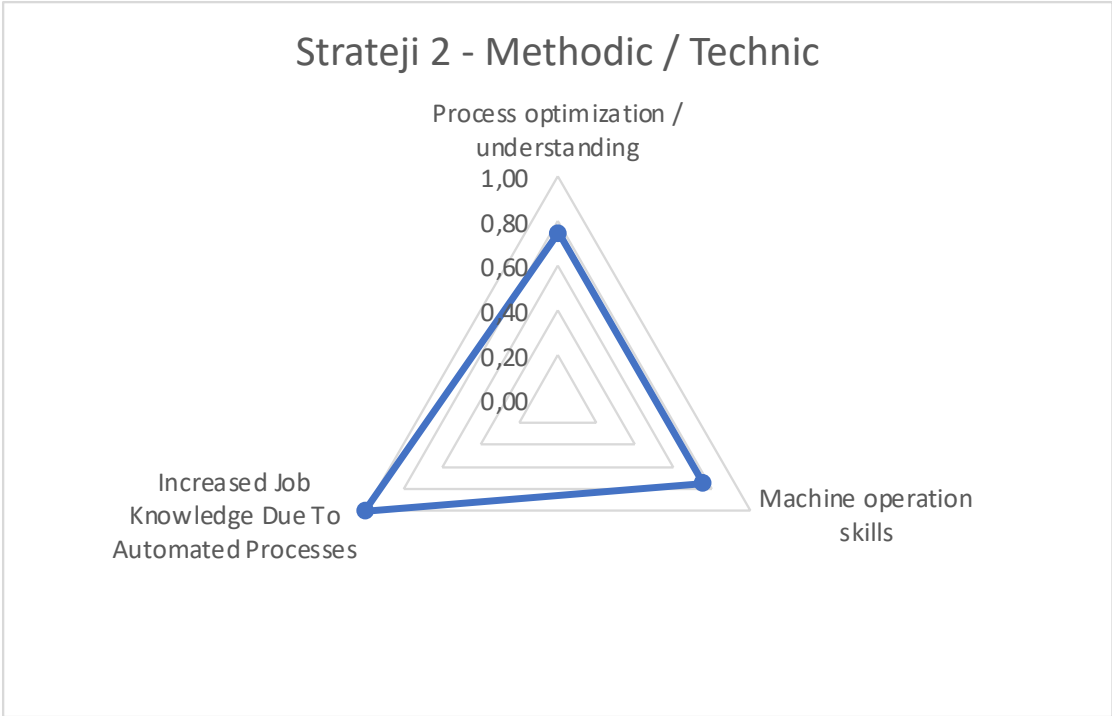 Strateji 2 - Methodic / Technic
Process optimization /
understanding
1,00
0,80
0,60
0,40
0,20
0,00
Increased Job
Knowledge Due To
Automated Processes
Machine operation
skills